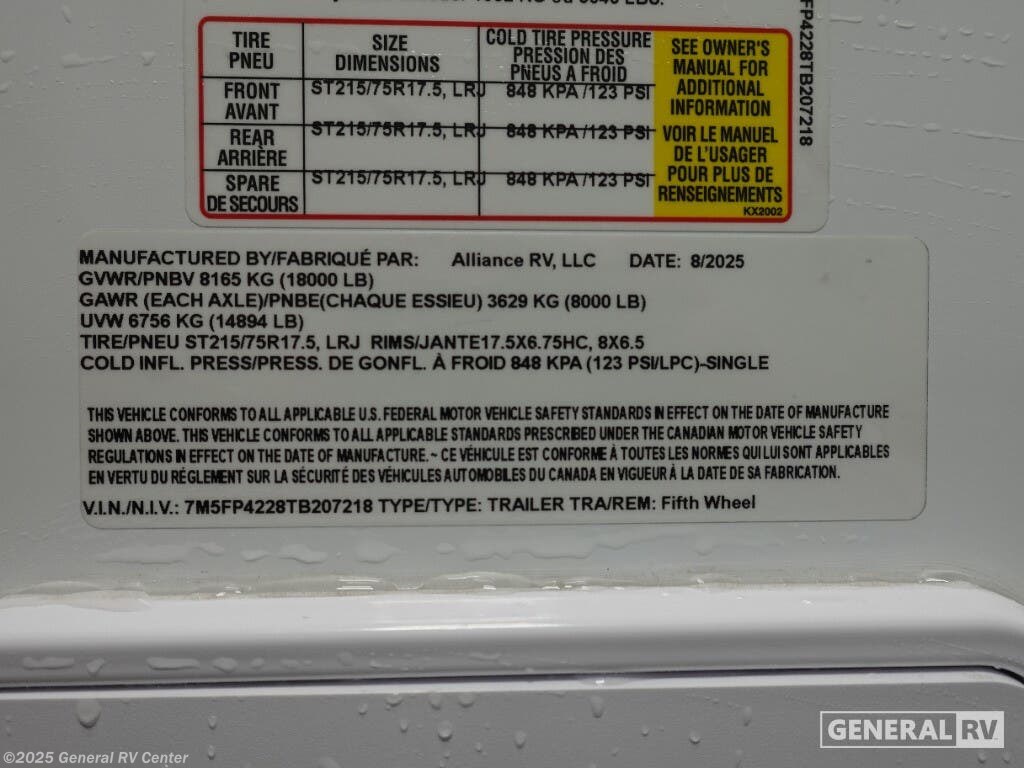 TIRE PNEU
SIZE DIMENSIONS
COLD TIRE PRESSURE PRESSION DES PNEUS A FROID
SEE OWNER'S MANUAL FOR ADDITIONAL INFORMATION
FRONT AVANT
ST215/75R17.5, LRJ
848 KPA /123 PSI
REAR ARRIÈRE
ST215/75R17.5, LRJ
848 KPA /123 PSI
VOIR LE MANUEL DE L'USAGER POUR PLUS DE RENSEIGNEMENTS
SPARE DE SECOURS
ST215/75R17.5, LRJ
848 KPA /123 PSI
KX2002
FP4228TB207218
MANUFACTURED BY/FABRIQUÉ PAR: Alliance RV, LLC DATE: 8/2025
GVWR/PNBV 8165 KG (18000 LB)
GAWR (EACH AXLE)/PNBE(CHAQUE ESSIEU) 3629 KG (8000 LB)
UVW 6756 KG (14894 LB)
TIRE/PNEU ST215/75R17.5, LRJ RIMS/JANTE17.5X6.75HC, 8X6.5
COLD INFL. PRESS/PRESS. DE GONFL. À FROID 848 KPA (123 PSI/LPC)-SINGLE
THIS VEHICLE CONFORMS TO ALL APPLICABLE U.S. FEDERAL MOTOR VEHICLE SAFETY STANDARDS IN EFFECT ON THE DATE OF MANUFACTURE
SHOWN ABOVE. THIS VEHICLE CONFORMS TO ALL APPLICABLE STANDARDS PRESCRIBED UNDER THE CANADIAN MOTOR VEHICLE SAFETY
REGULATIONS IN EFFECT ON THE DATE OF MANUFACTURE. ~ CE VÉHICULE EST CONFORME À TOUTES LES NORMES QUI LUI SONT APPLICABLES
EN VERTU DU RÉGLEMENT SUR LA SÉCURITÉ DES VÉHICULES AUTOMOBILES DU CANADA EN VIGUEUR À LA DATE DE SA FABRICATION.
V.I.N./N.I.V.: 7M5FP4228TB207218 TYPE/TYPE: TRAILER TRA/REM: Fifth Wheel
GENERAL RV
©2025 General RV Center